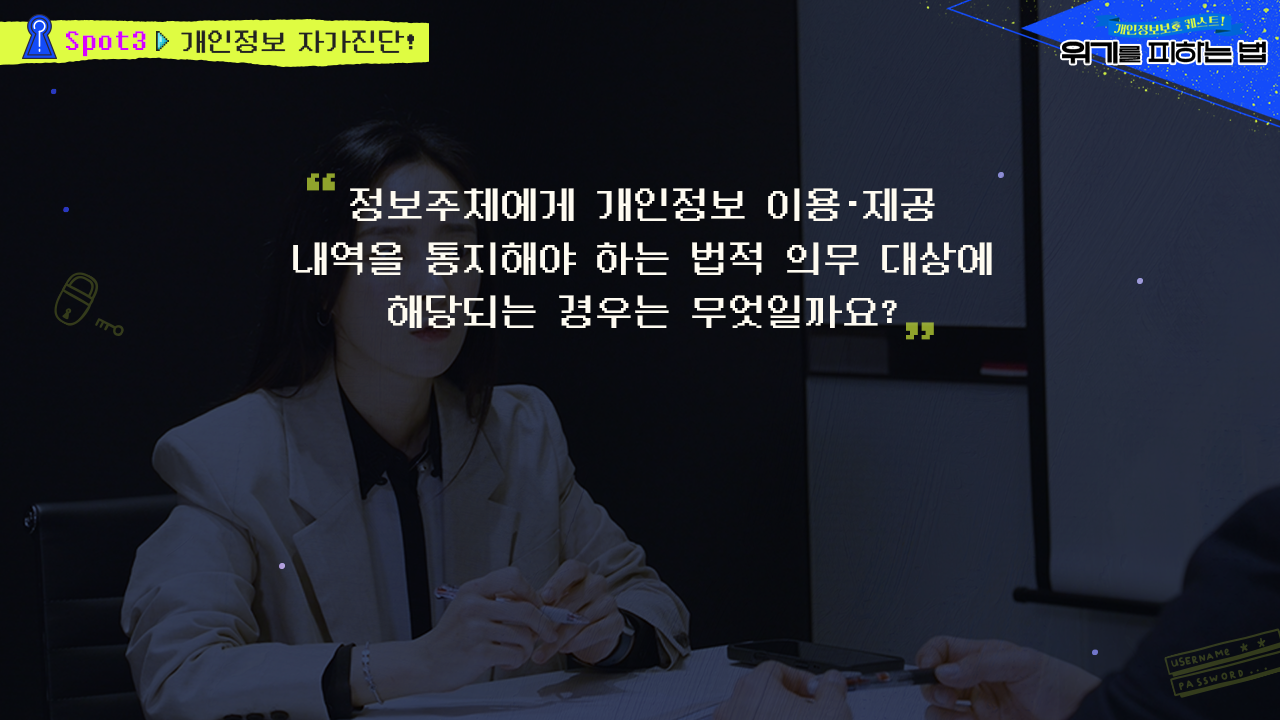 Spot3 개인정보 자가진단!
개인정보보호 퀘스트!
위기를 피하는 법
“ 정보주체에게 개인정보 이용·제공
내역을 통지해야 하는 법적 의무 대상에
해당되는 경우는 무엇일까요? ”
USERNAME ★ ★
PASSWORD...